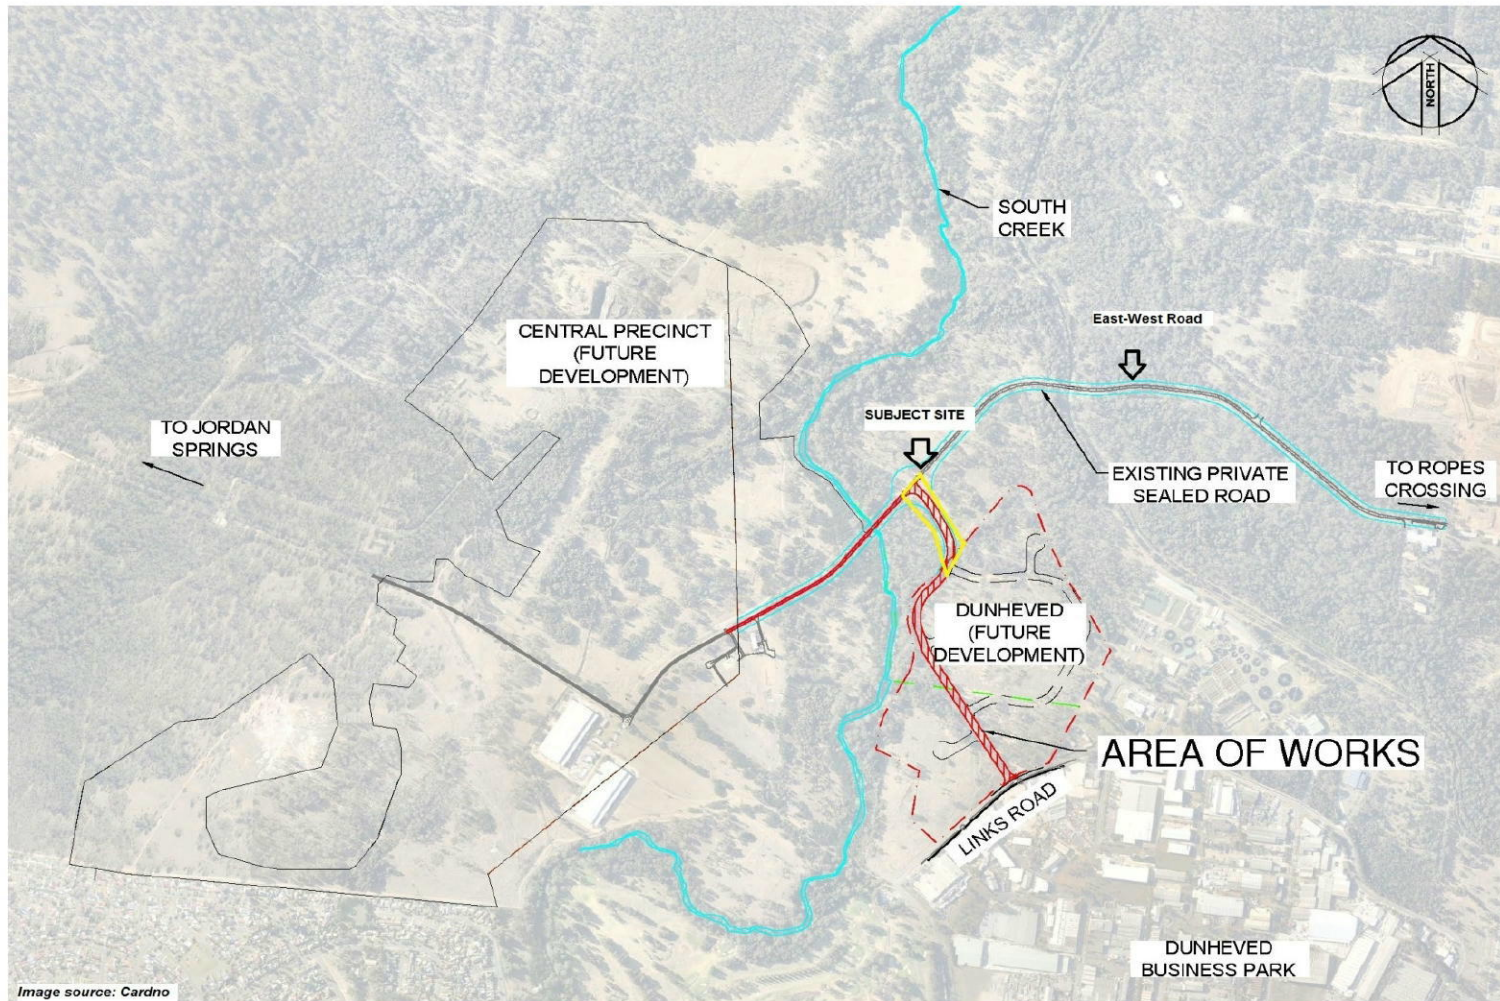 NORTH
SOUTH
CREEK
East-West Road
CENTRAL PRECINCT
(FUTURE
DEVELOPMENT)
SUBJECT SITE
TO JORDAN
SPRINGS
EXISTING PRIVATE
SEALED ROAD
TO ROPES
CROSSING
DUNHEVED
(FUTURE
DEVELOPMENT)
AREA OF WORKS
LINKS ROAD
DUNHEVED
BUSINESS PARK
Image source: Cardno